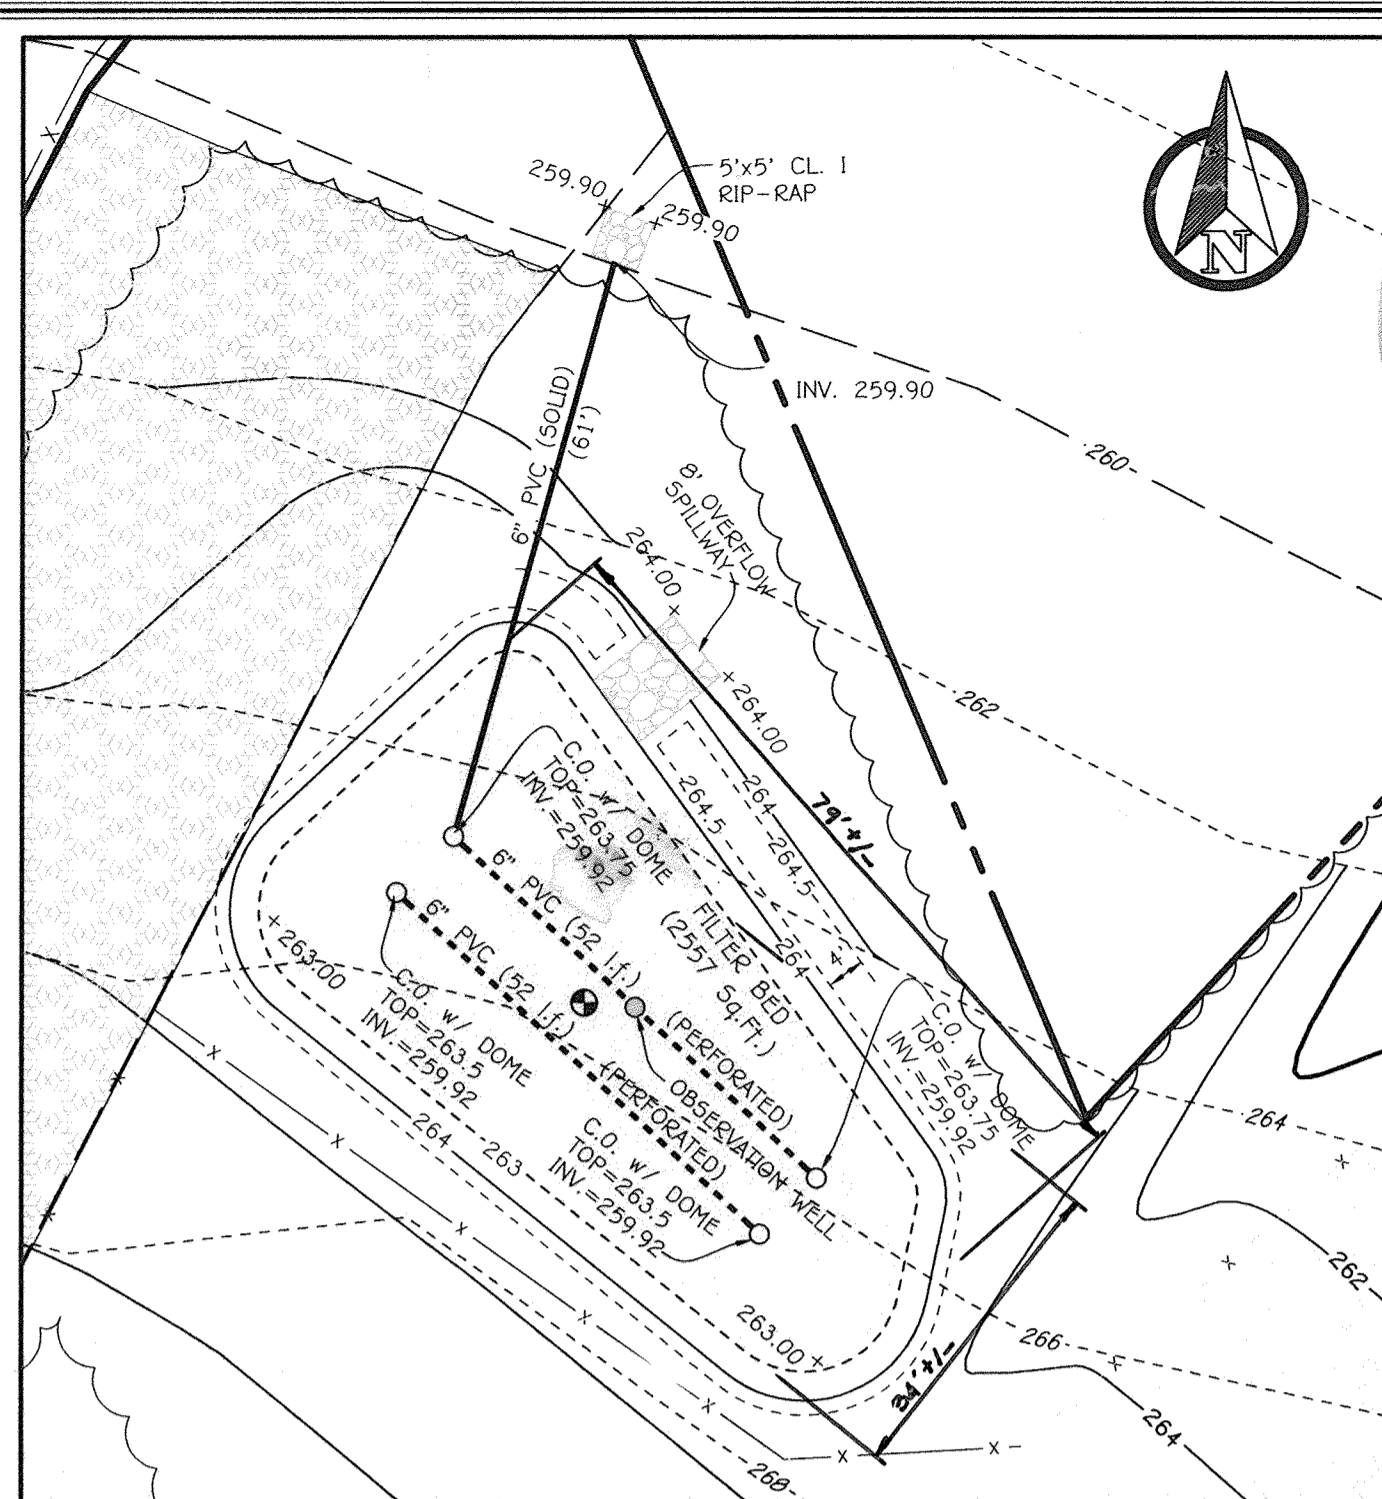 259.90
5'x5' CL. I
RIP-RAP
259.90
N
INV. 259.90
6" PVC (SOLID)
(61')
260
8' OVERFLOW
SPILLWAY
264.00
264.00
262
C.O. w/ DOME
TOP=263.75
INV.=259.92
79'+/-
264
264.5
264.5
6" PVC (52 l.f.)
(PERFORATED)
FILTER BED
(2557 Sq.Ft.)
264
4'
6" PVC (52 l.f.)
(PERFORATED)
263.00
C.O. w/ DOME
TOP=263.5
INV.=259.92
OBSERVATION WELL
C.O. w/ DOME
TOP=263.75
INV.=259.92
264
264
263
C.O. w/ DOME
TOP=263.5
INV.=259.92
262
263.00
266
34'+/-
264
268
X
X
X
X
X
X
X
X